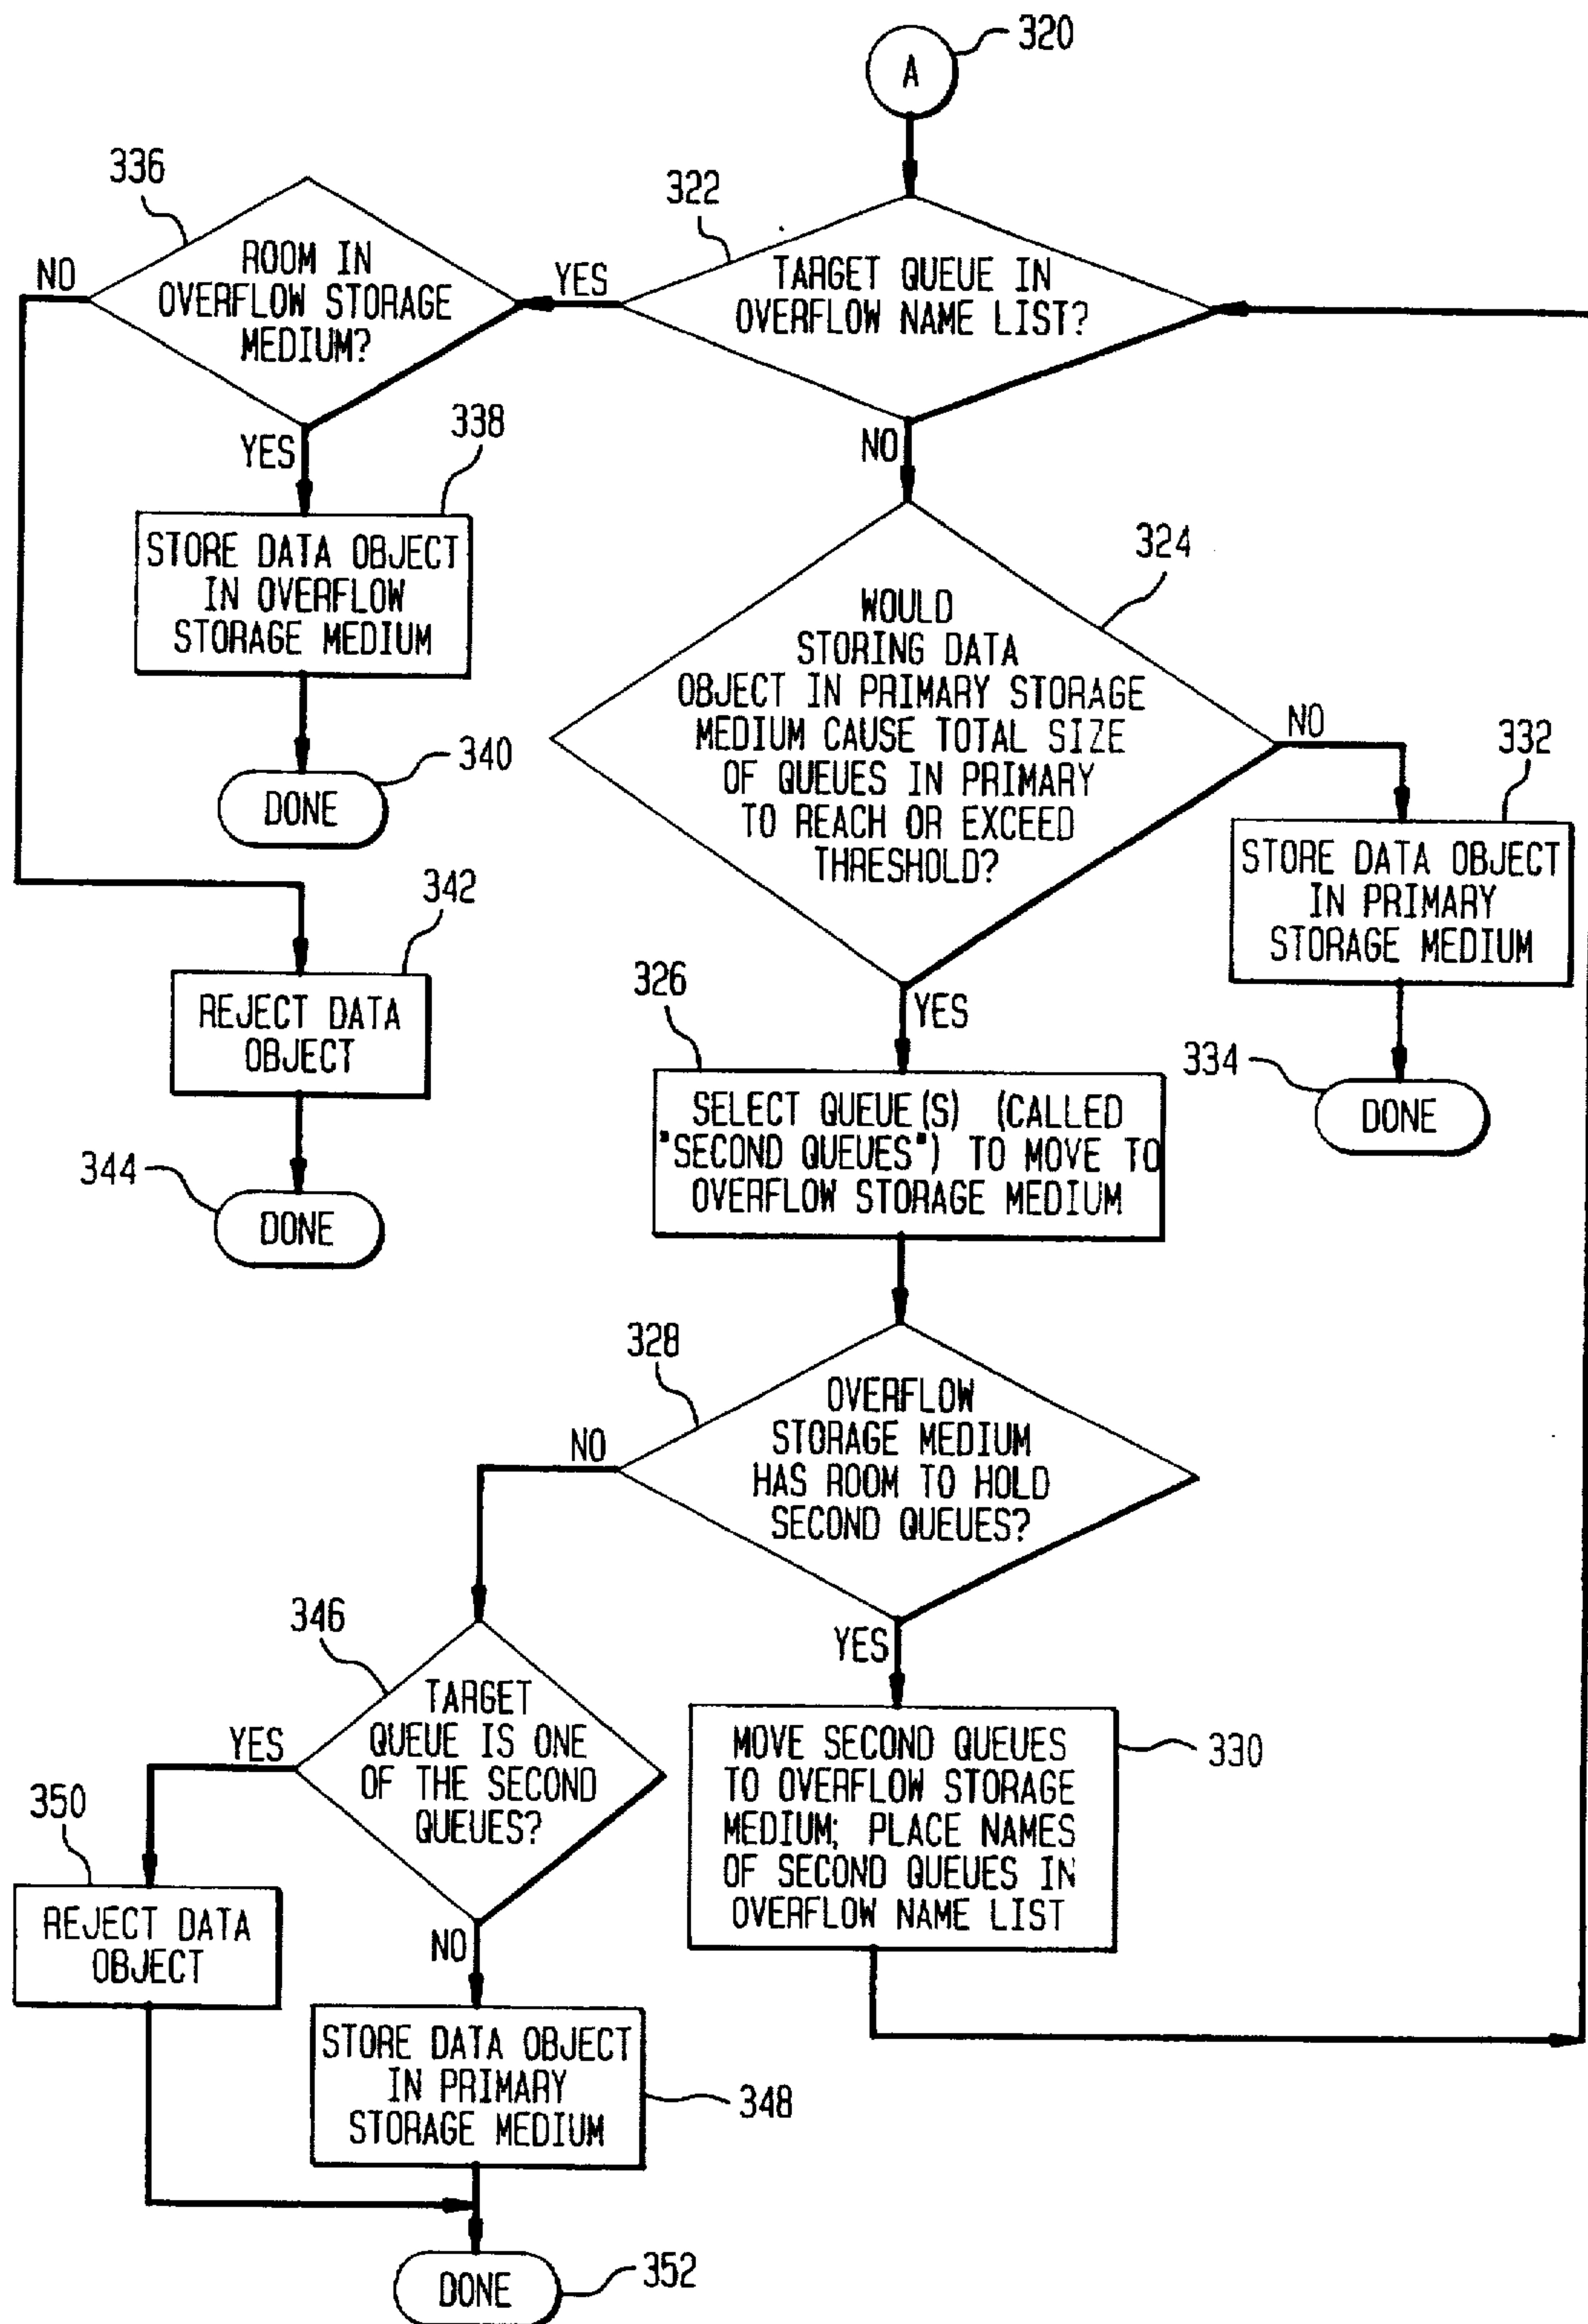 320
A
336
322
NO
ROOM IN
OVERFLOW STORAGE
MEDIUM?
YES
TARGET QUEUE IN
OVERFLOW NAME LIST?
YES
338
NO
STORE DATA OBJECT
IN OVERFLOW
STORAGE MEDIUM
324
WOULD
STORING DATA
OBJECT IN PRIMARY STORAGE
MEDIUM CAUSE TOTAL SIZE
OF QUEUES IN PRIMARY
TO REACH OR EXCEED
THRESHOLD?
NO
332
340
DONE
STORE DATA OBJECT
IN PRIMARY
STORAGE MEDIUM
342
REJECT DATA
OBJECT
326
YES
334
DONE
SELECT QUEUE(S) (CALLED
"SECOND QUEUES") TO MOVE TO
OVERFLOW STORAGE MEDIUM
344
DONE
328
OVERFLOW
STORAGE MEDIUM
HAS ROOM TO HOLD
SECOND QUEUES?
NO
YES
346
TARGET
QUEUE IS ONE
OF THE SECOND
QUEUES?
YES
MOVE SECOND QUEUES
TO OVERFLOW STORAGE
MEDIUM; PLACE NAMES
OF SECOND QUEUES IN
OVERFLOW NAME LIST
330
350
REJECT DATA
OBJECT
NO
STORE DATA OBJECT
IN PRIMARY
STORAGE MEDIUM
348
DONE
352